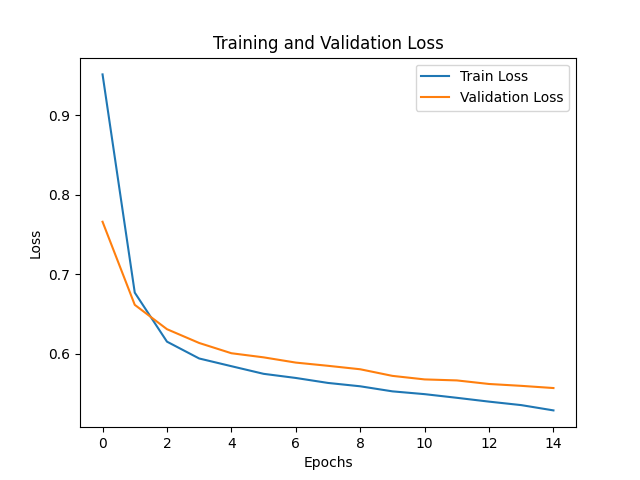 Training and Validation Loss
Train Loss
Validation Loss
0.9
0.8
0.7
0.6
Loss
0 2 4 6 8 10 12 14
Epochs